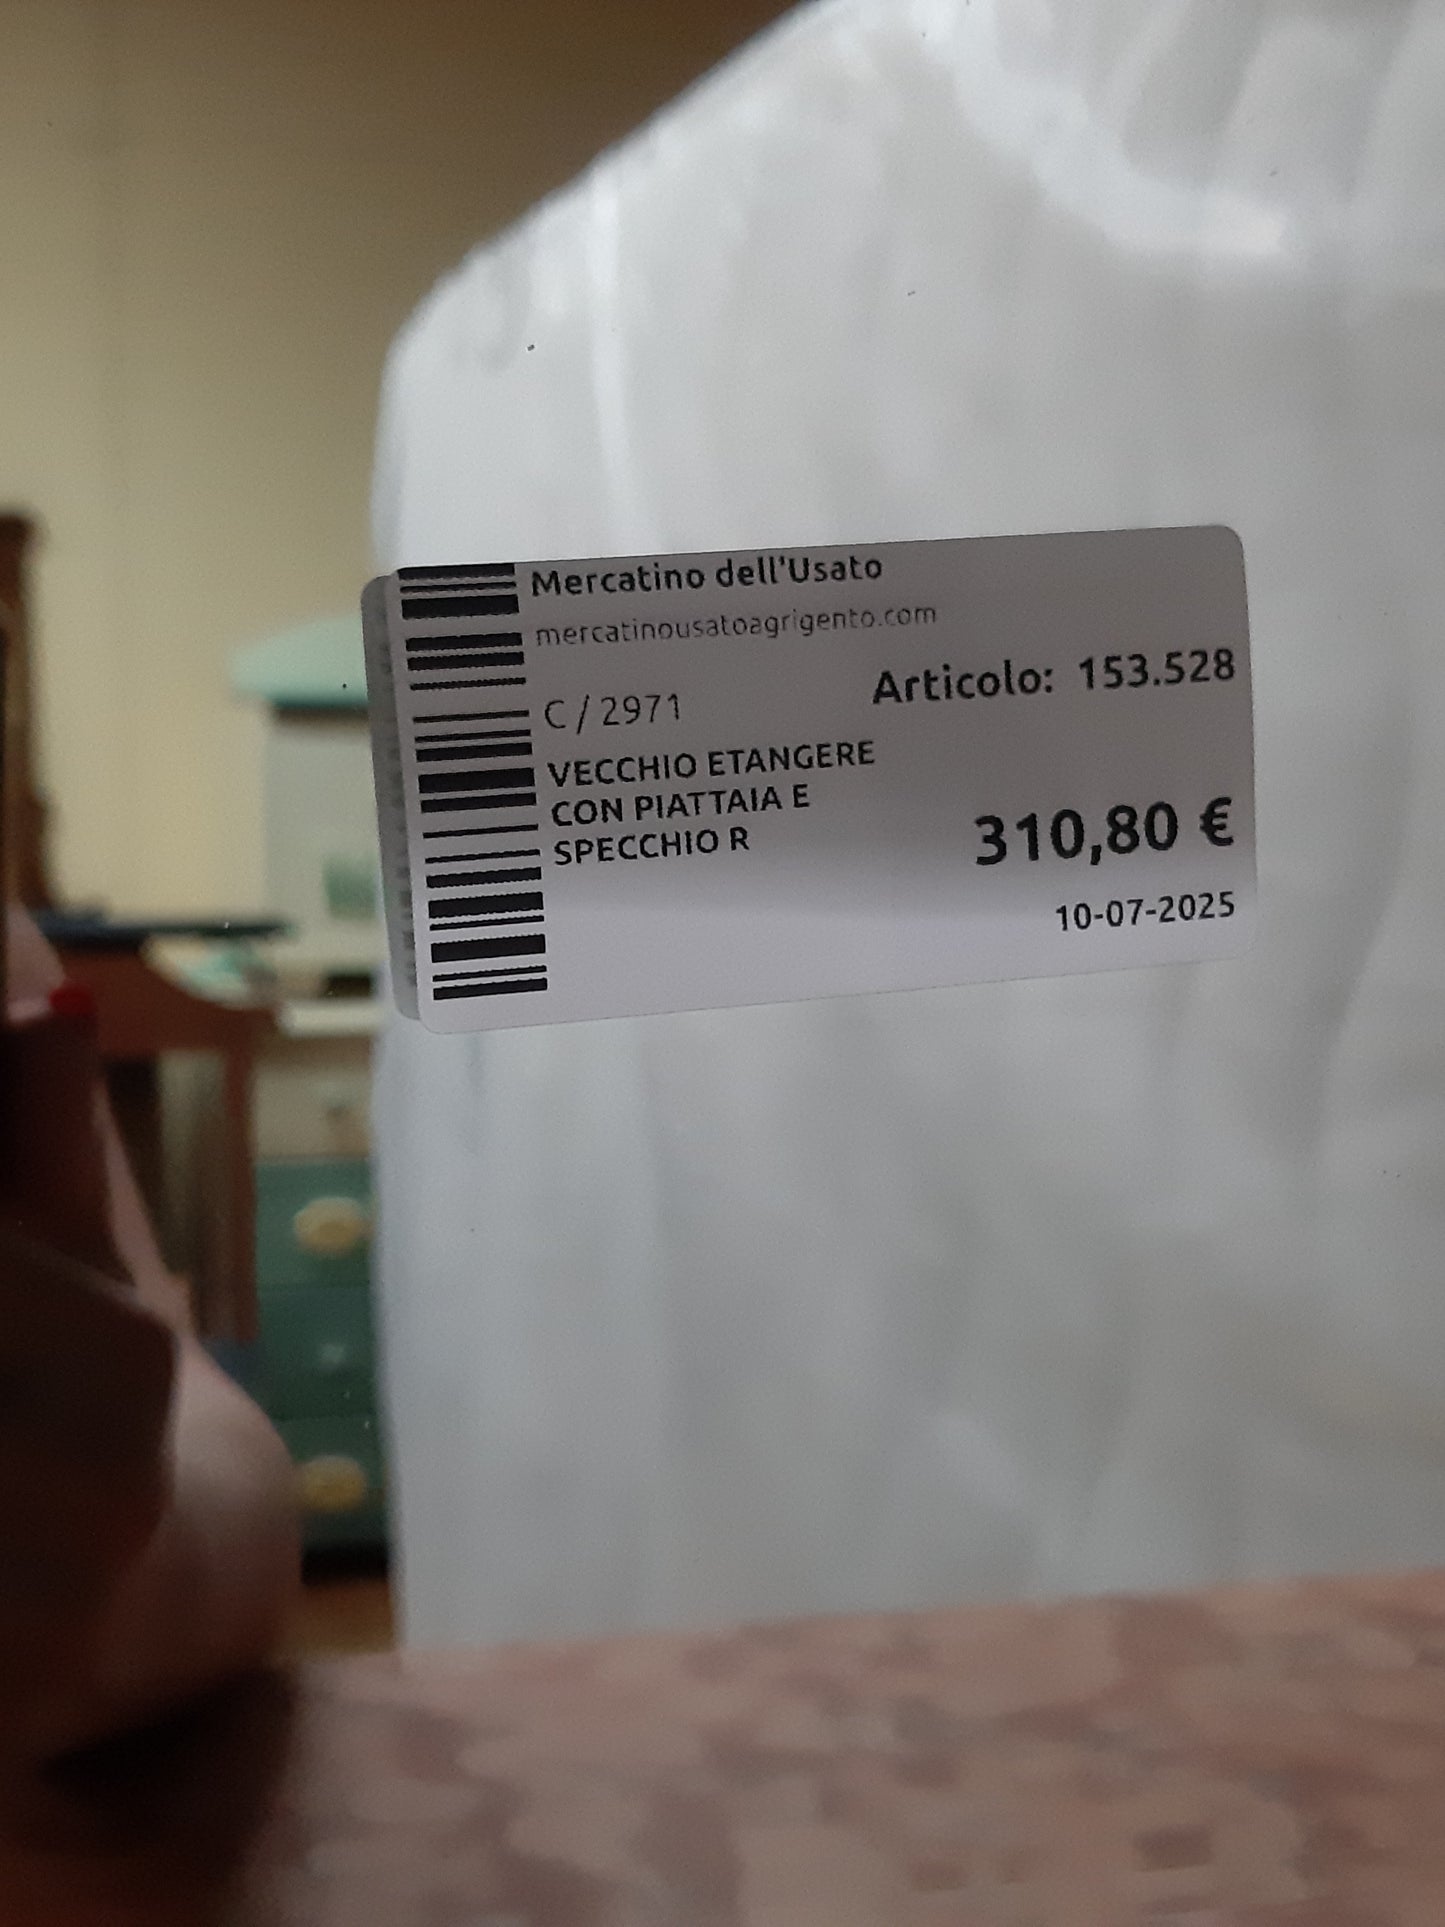 Mercatino dell'Usato
mercatinousatoagrigento.com
Articolo: 153.528
C / 2971
VECCHIO ETANGERE
CON PIATTAIA E
SPECCHIO R
310,80 €
10-07-2025